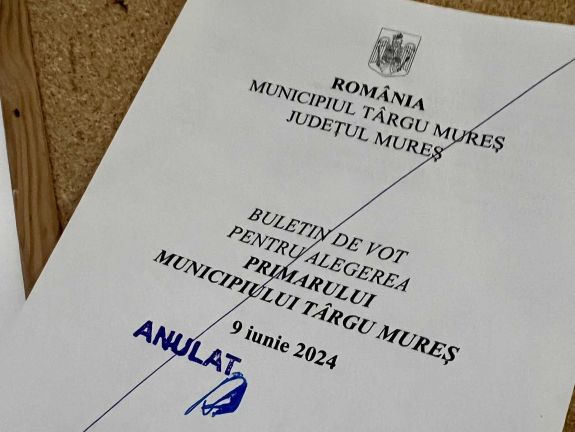 ROMÂNIA
MUNICIPIUL TÂRGU MUREȘ
JUDEȚUL MUREȘ
BULETIN DE VOT
PENTRU ALEGEREA
PRIMARULUI
MUNICIPIULUI TÂRGU MUREȘ
9 iunie 2024
ANULAT